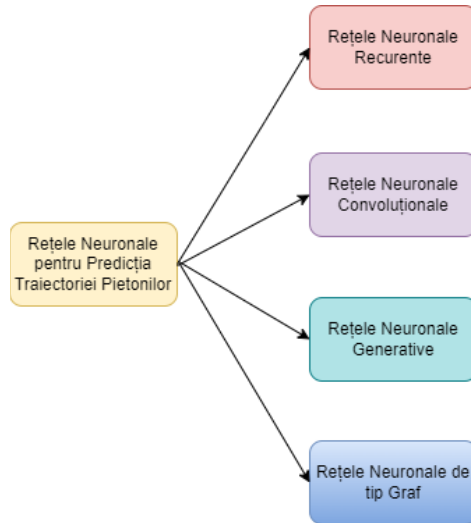 Rețele Neuronale
Recurente
Rețele Neuronale
Convoluționale
Rețele Neuronale
pentru Predicția
Traiectoriei Pietonilor
Rețele Neuronale
Generative
Rețele Neuronale de
tip Graf